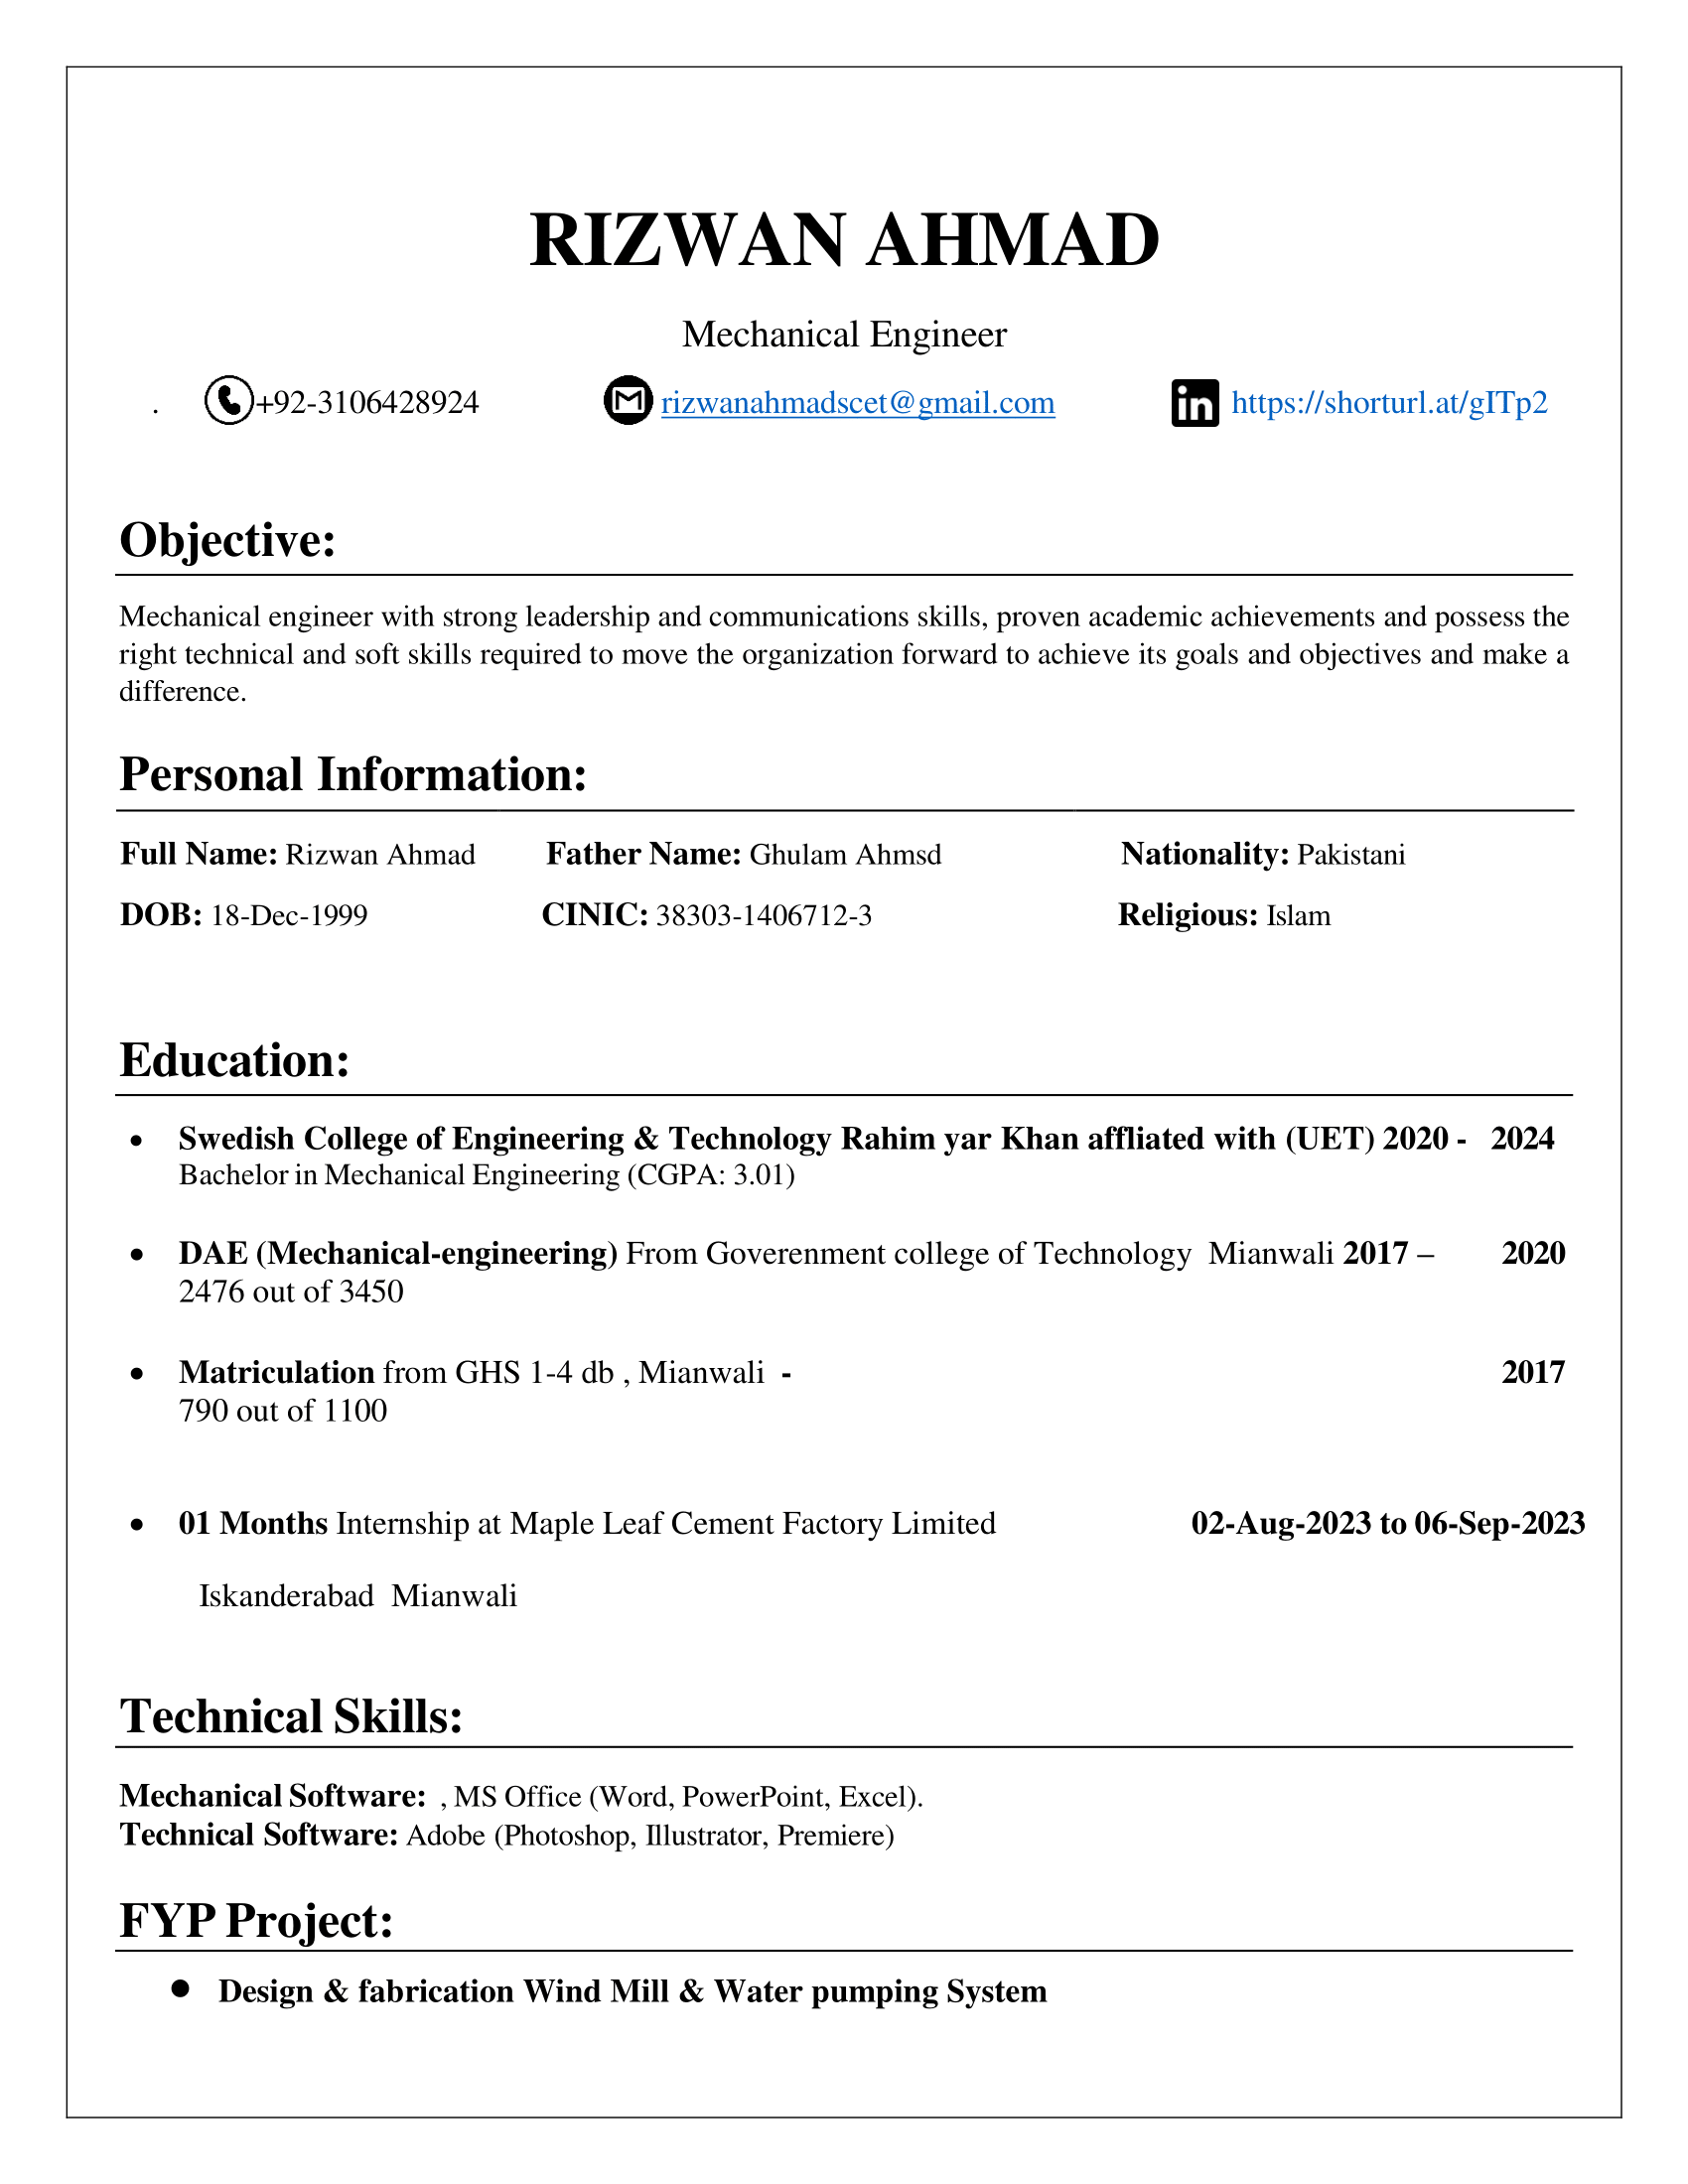 RIZWAN AHMAD
Mechanical Engineer
. +92-3106428924 rizwanahmadscet@gmail.com https://shorturl.at/gITp2
Objective:
Mechanical engineer with strong leadership and communications skills, proven academic achievements and possess the
right technical and soft skills required to move the organization forward to achieve its goals and objectives and make a
difference.
Personal Information:
Full Name: Rizwan Ahmad Father Name: Ghulam Ahmsd Nationality: Pakistani
DOB: 18-Dec-1999 CINIC: 38303-1406712-3 Religious: Islam
Education:
• Swedish College of Engineering & Technology Rahim yar Khan affliated with (UET) 2020 - 2024
Bachelor in Mechanical Engineering (CGPA: 3.01)
• DAE (Mechanical-engineering) From Goverenment college of Technology Mianwali 2017 – 2020
2476 out of 3450
• Matriculation from GHS 1-4 db , Mianwali - 2017
790 out of 1100
• 01 Months Internship at Maple Leaf Cement Factory Limited 02-Aug-2023 to 06-Sep-2023
Iskanderabad Mianwali
Technical Skills:
Mechanical Software: , MS Office (Word, PowerPoint, Excel).
Technical Software: Adobe (Photoshop, Illustrator, Premiere)
FYP Project:
• Design & fabrication Wind Mill & Water pumping System